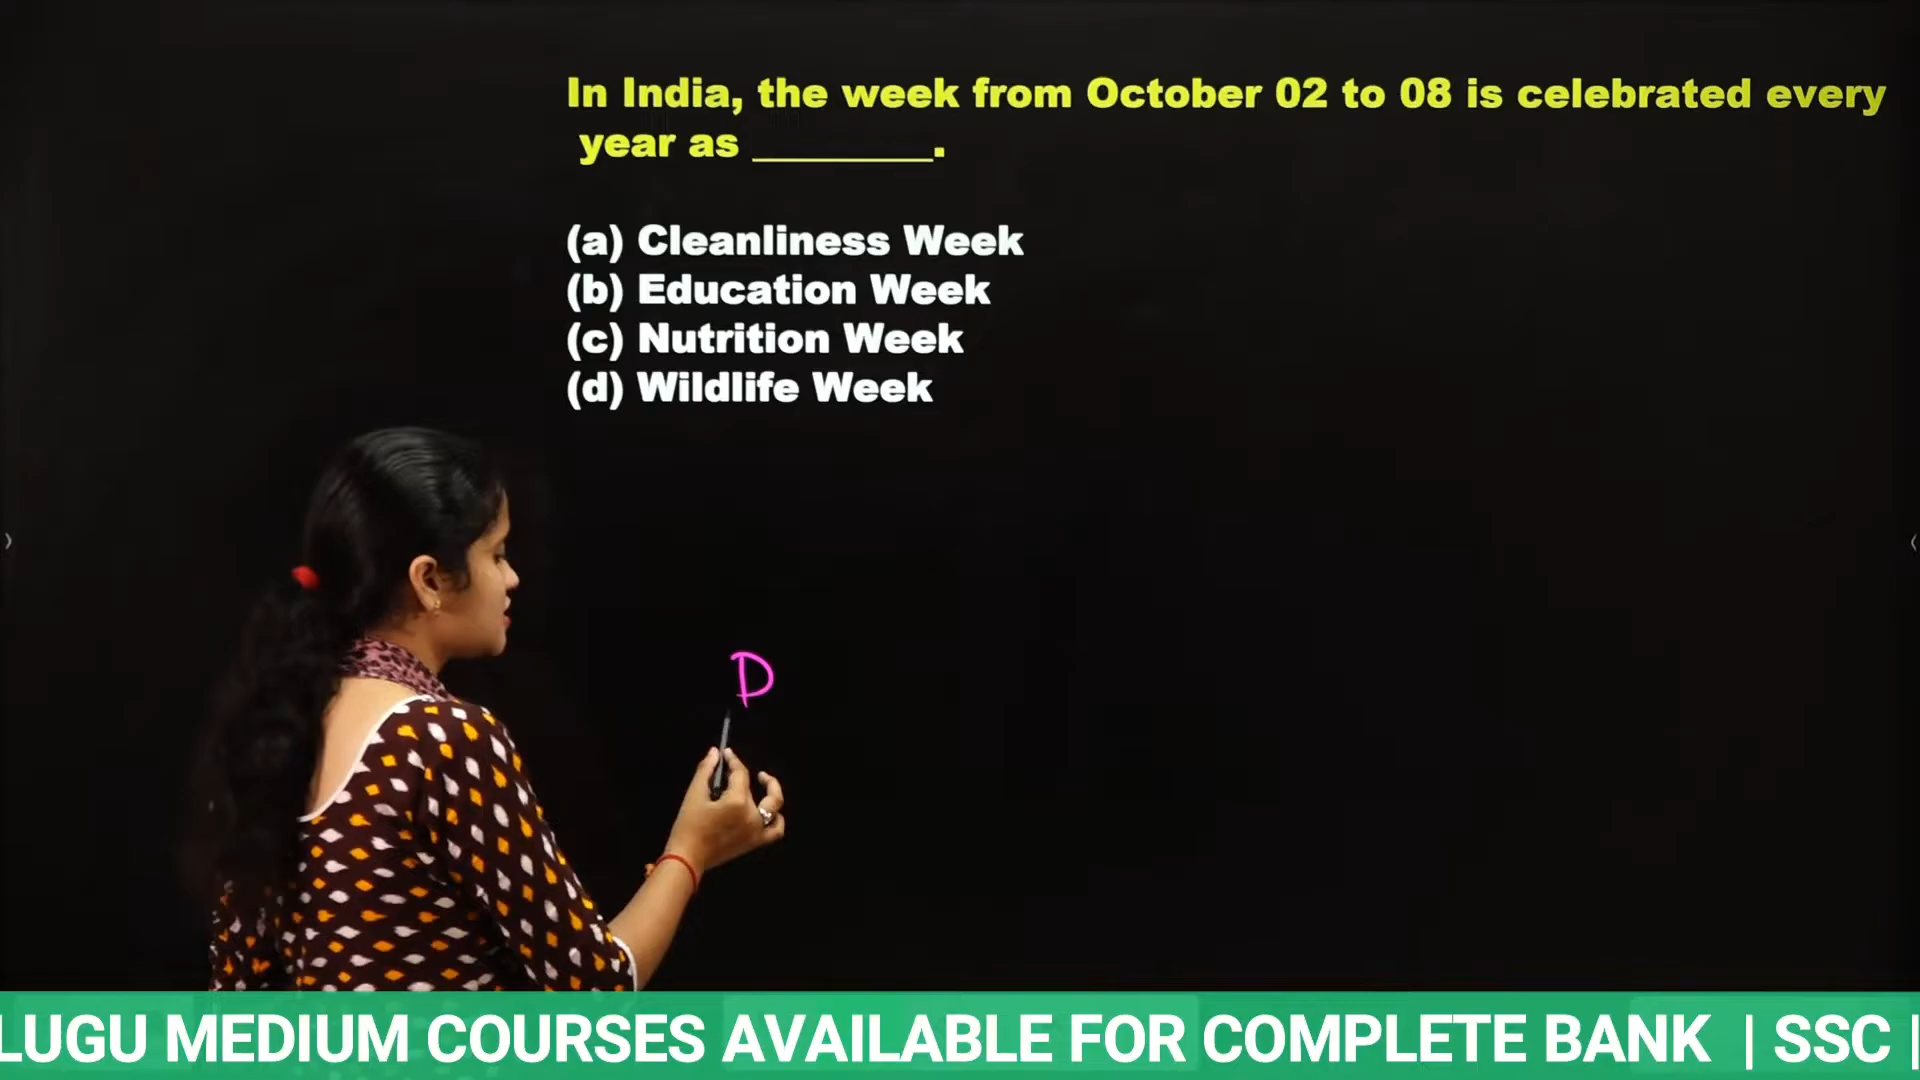 In India, the week from October 02 to 08 is celebrated every
year as ________.
(a) Cleanliness Week
(b) Education Week
(c) Nutrition Week
(d) Wildlife Week
D
LUGU MEDIUM COURSES AVAILABLE FOR COMPLETE BANK | SSC |